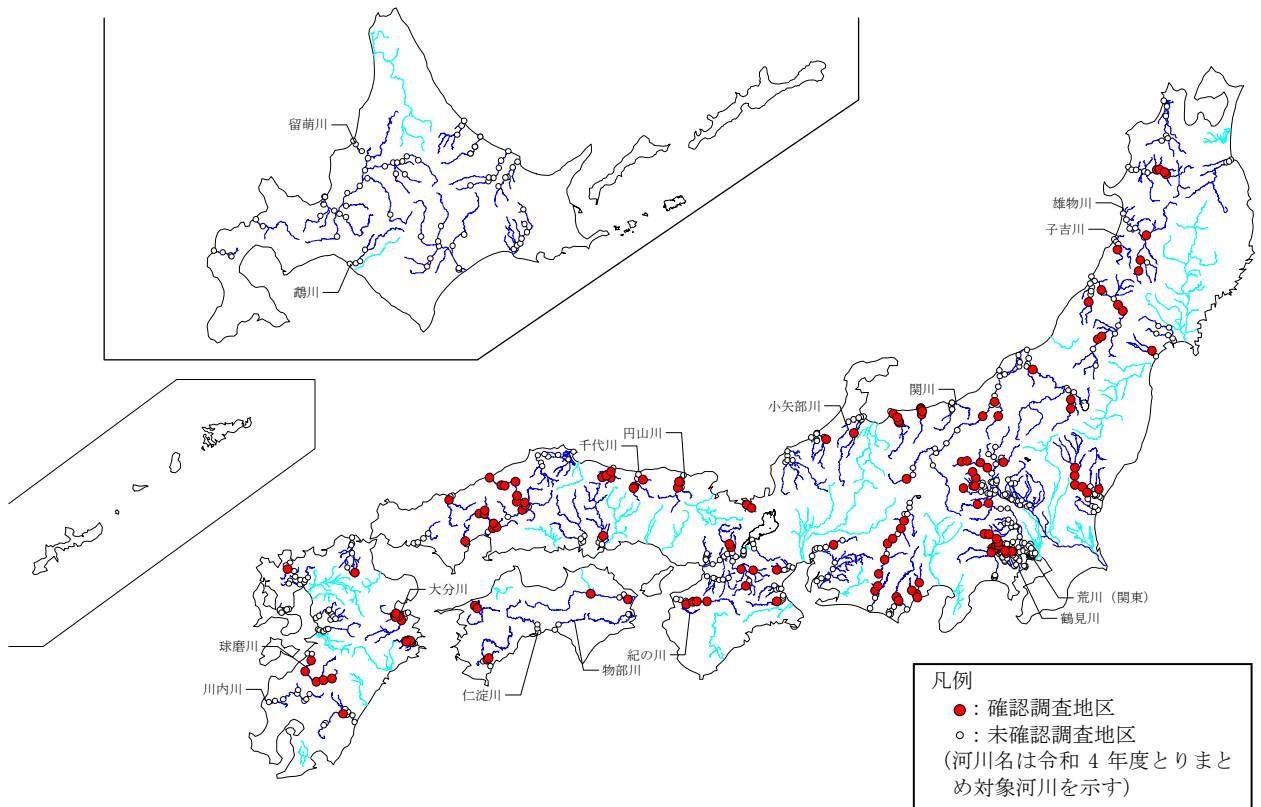 留萌川
鵡川
雄物川
子吉川
関川
小矢部川
円山川
千代川
大分川
球磨川
川内川
仁淀川
物部川
紀の川
荒川（関東）
鶴見川
凡例
：確認調査地区
：未確認調査地区
(河川名は令和 4 年度とりまと
め対象河川を示す)